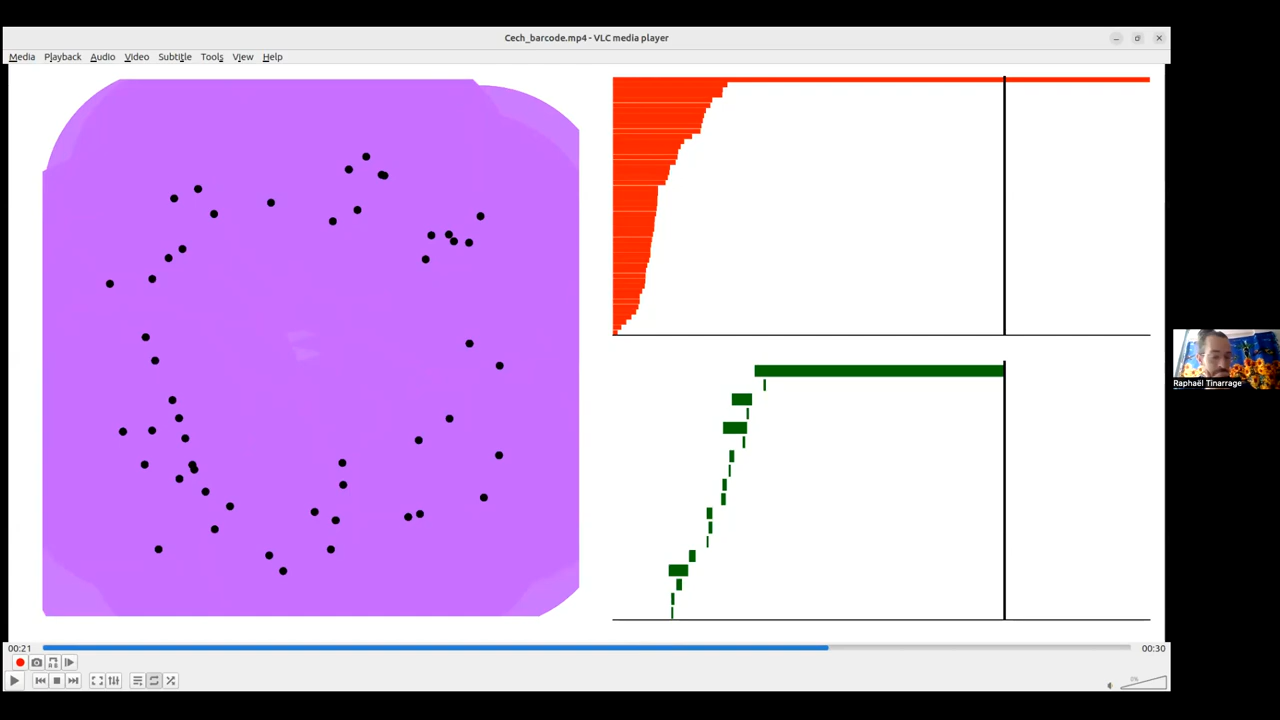 Cech_barcode.mp4 - VLC media player
Media Playback Audio Video Subtitle Tools View Help
Raphaël Tinarrage
00:21
00:30
0%